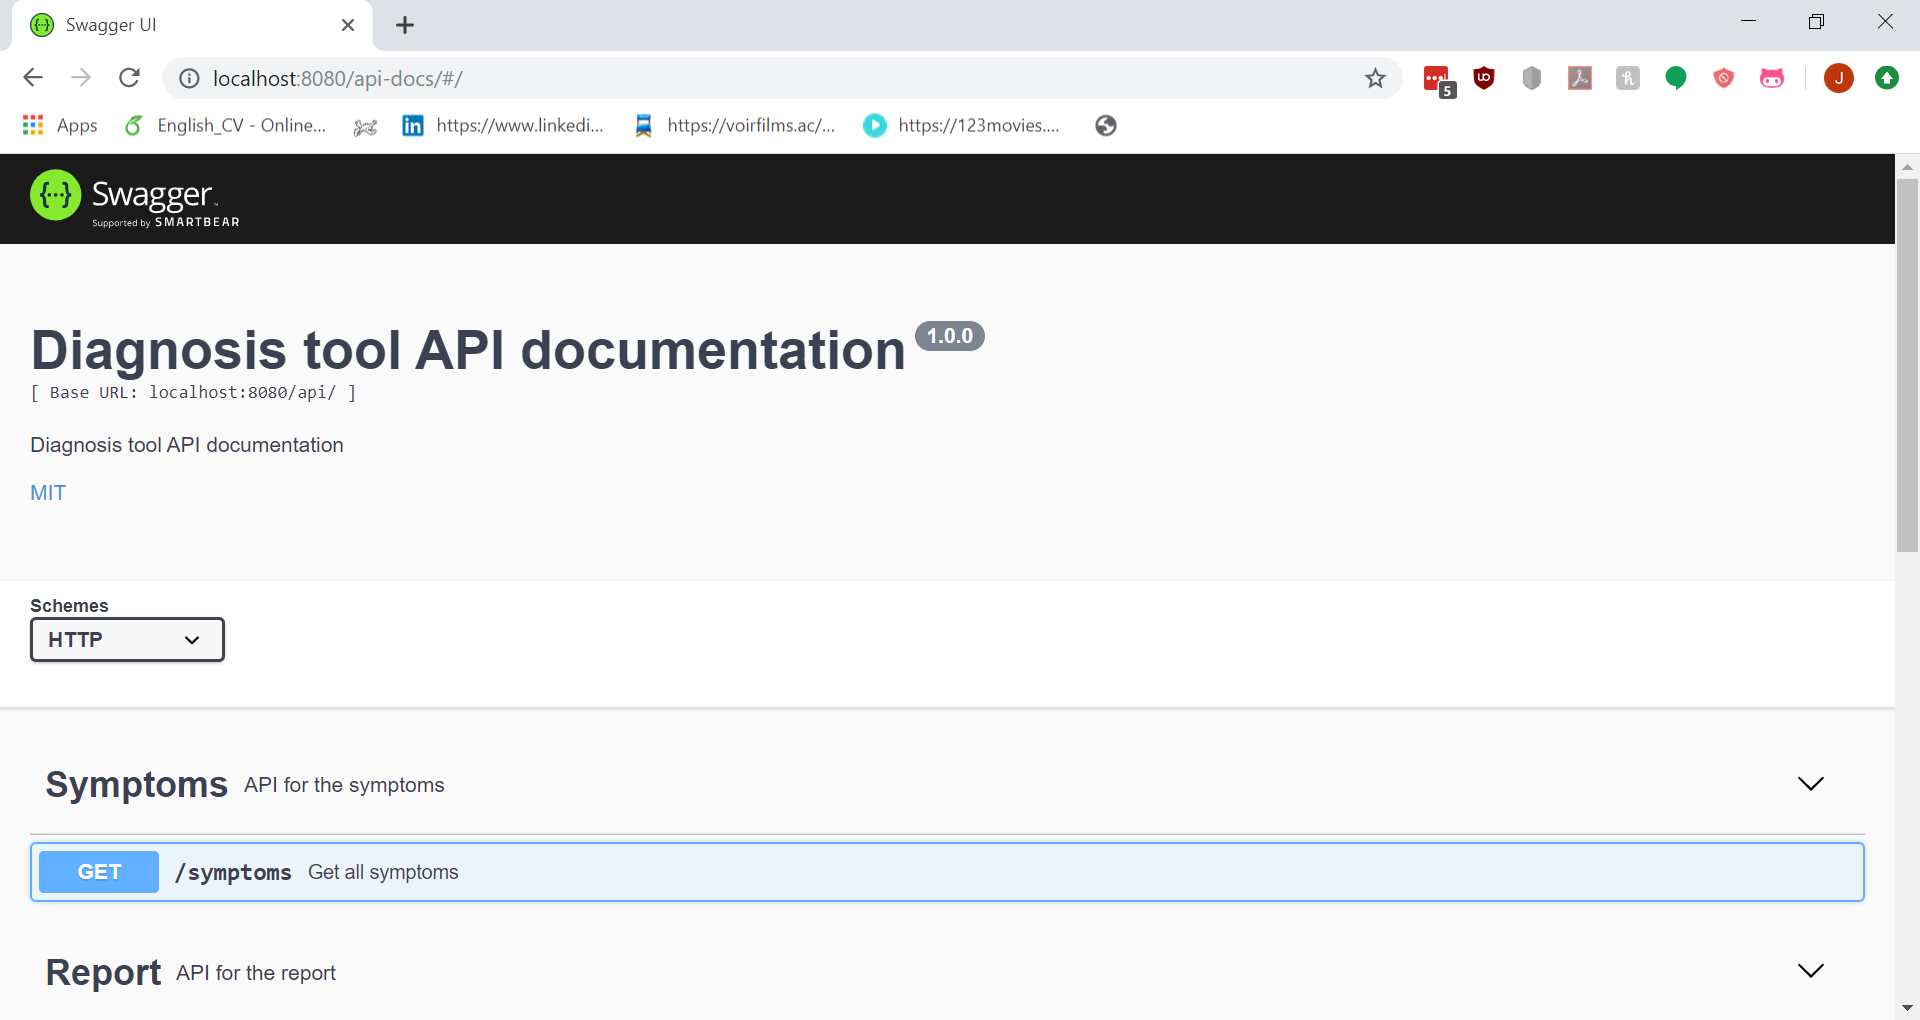 Swagger UI
localhost:8080/api-docs/#/
5
J
Apps
English_CV - Online...
https://www.linkedi...
https://voirfilms.ac/...
https://123movies....
{···} Swagger™
Supported by SMARTBEAR
Diagnosis tool API documentation 1.0.0
[ Base URL: localhost:8080/api/ ]
Diagnosis tool API documentation
MIT
Schemes
HTTP
Symptoms API for the symptoms
GET /symptoms Get all symptoms
Report API for the report